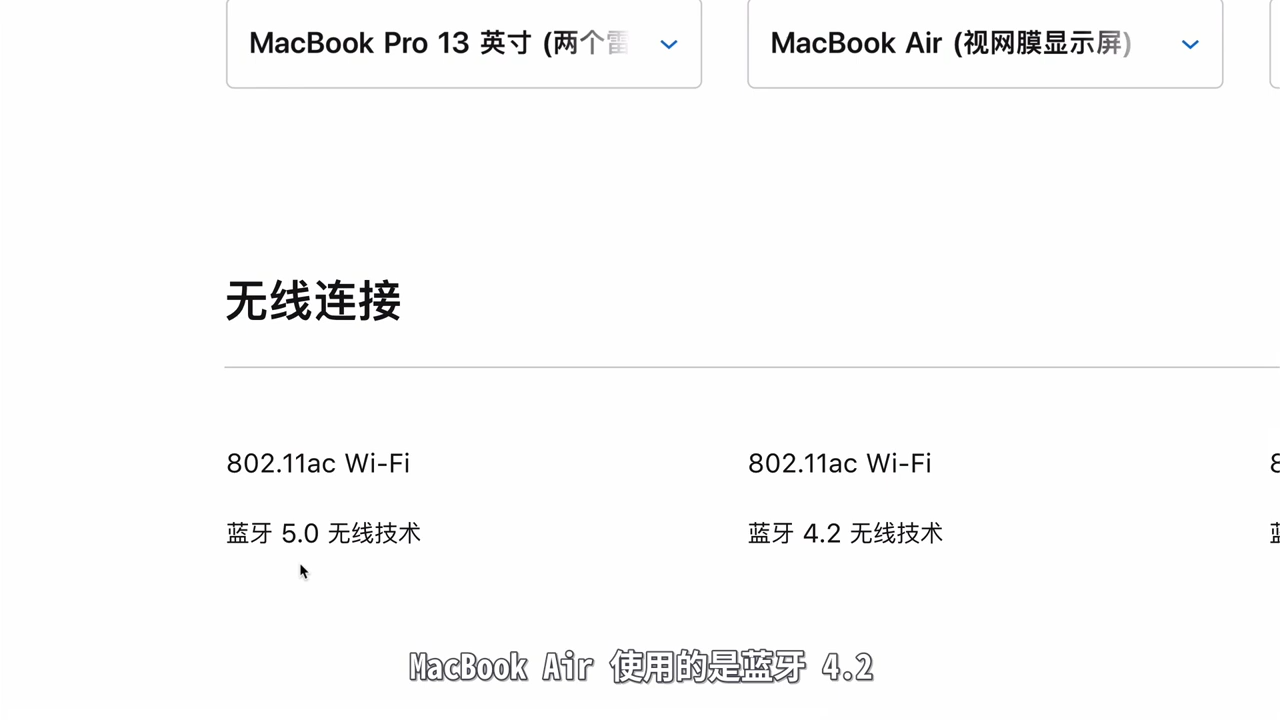 MacBook Pro 13 英寸 (两个雷
MacBook Air (视网膜显示屏)
无线连接
802.11ac Wi-Fi
802.11ac Wi-Fi
蓝牙 5.0 无线技术
蓝牙 4.2 无线技术
MacBook Air 使用的是蓝牙 4.2